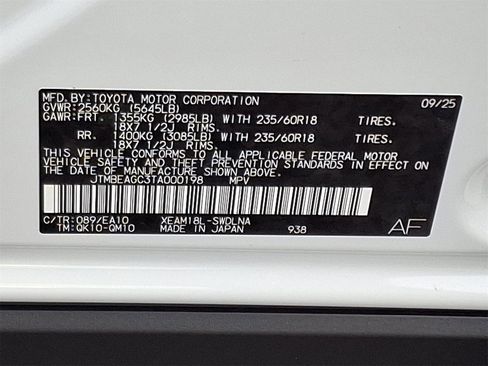 MFD. BY: TOYOTA MOTOR CORPORATION 09/25
GVWR: 2560KG (5645LB)
GAWR: FRT. 1355KG (2985LB) WITH 235/60R18 TIRES.
18X7 1/2J RIMS.
RR. 1400KG (3085LB) WITH 235/60R18 TIRES.
18X7 1/2J RIMS.
THIS VEHICLE CONFORMS TO ALL APPLICABLE FEDERAL MOTOR
VEHICLE SAFETY AND THEFT PREVENTION STANDARDS IN EFFECT ON
THE DATE OF MANUFACTURE SHOWN ABOVE.
JTMBEAGC3TA000198 MPV
C/TR: 089/EA10 XEAM18L-SWDLNA AF
TM: QK10-QM10 MADE IN JAPAN 938